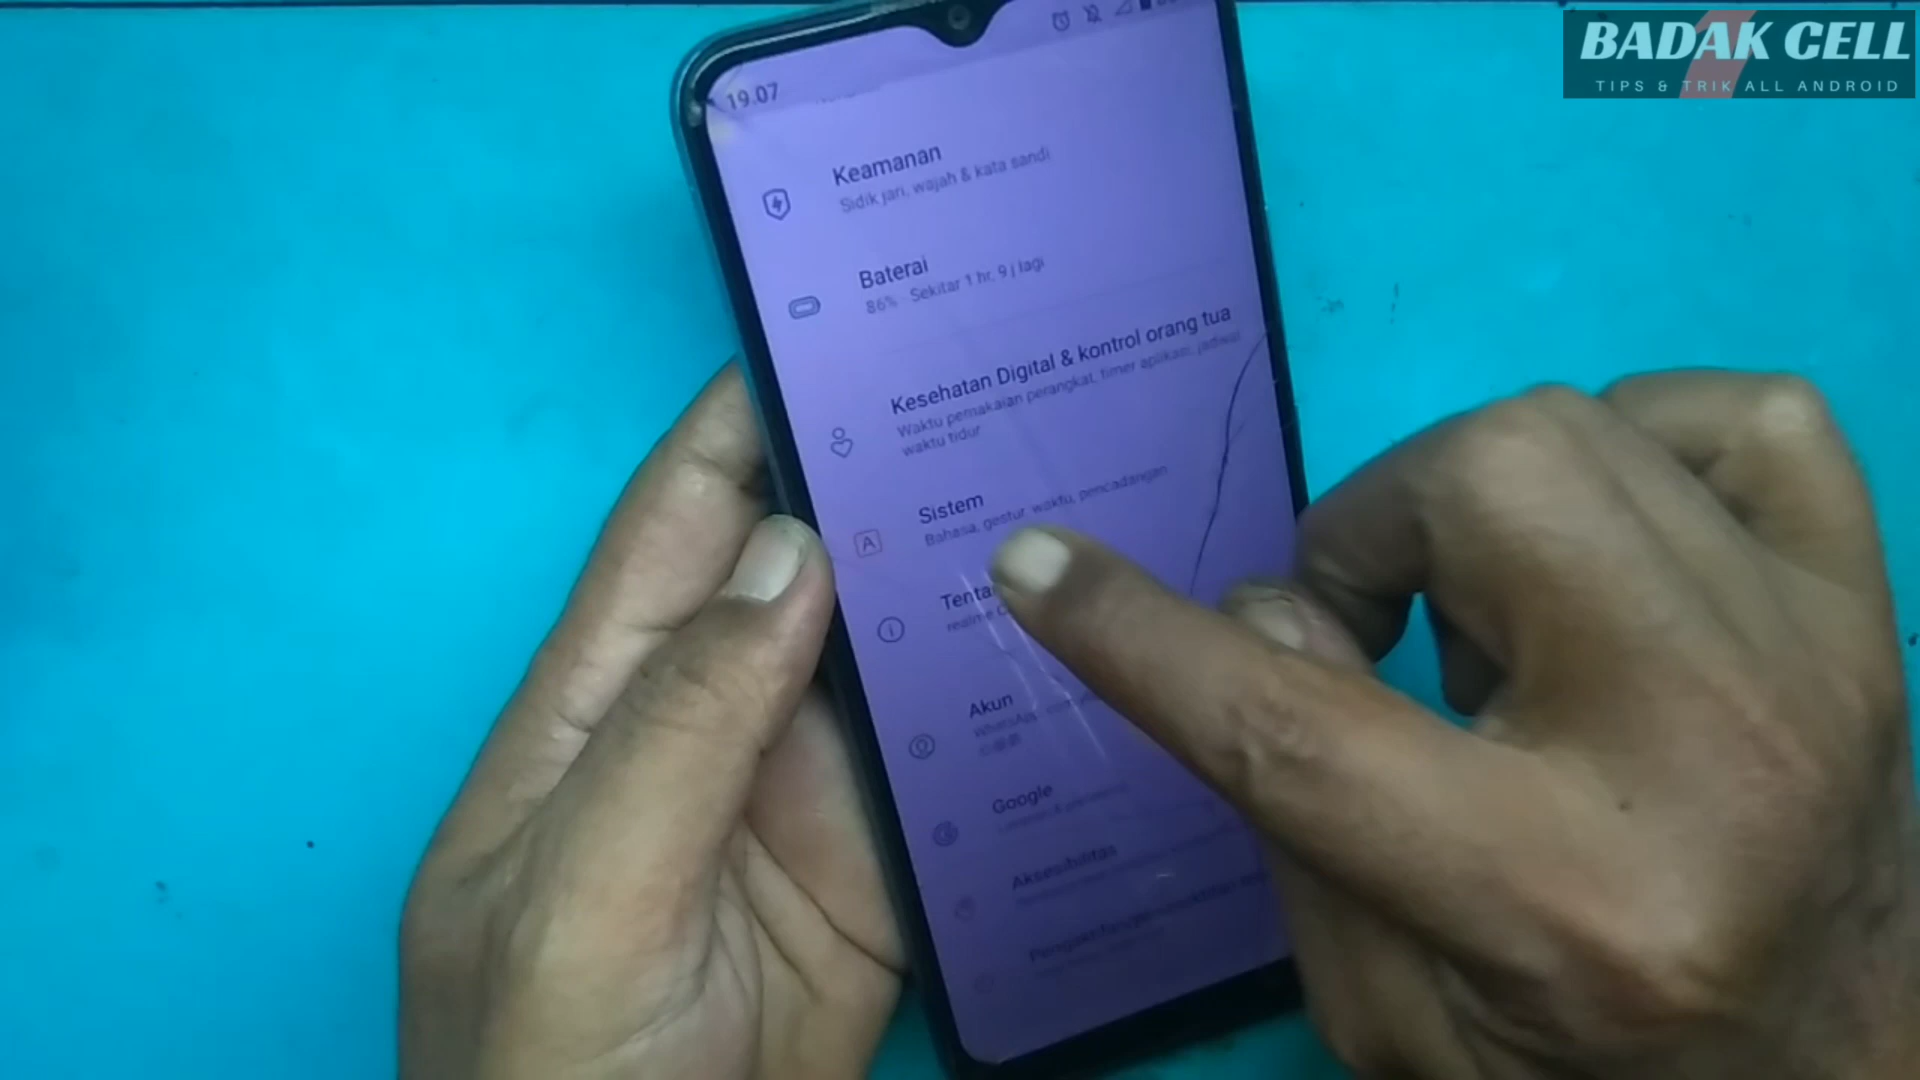 BADAK CELL
TIPS & TRIK ALL ANDROID
19.07
Keamanan
Sidik jari, wajah & kata sandi
Baterai
86% · Sekitar 1 hr. 9 j lagi
Kesehatan Digital & kontrol orang tua
Waktu pemakaian perangkat, timer aplikasi, jadwal
waktu tidur
Sistem
Bahasa, gestur, waktu, pencadangan
realme
Akun
WhatsApp
Google
Aksesibilitas